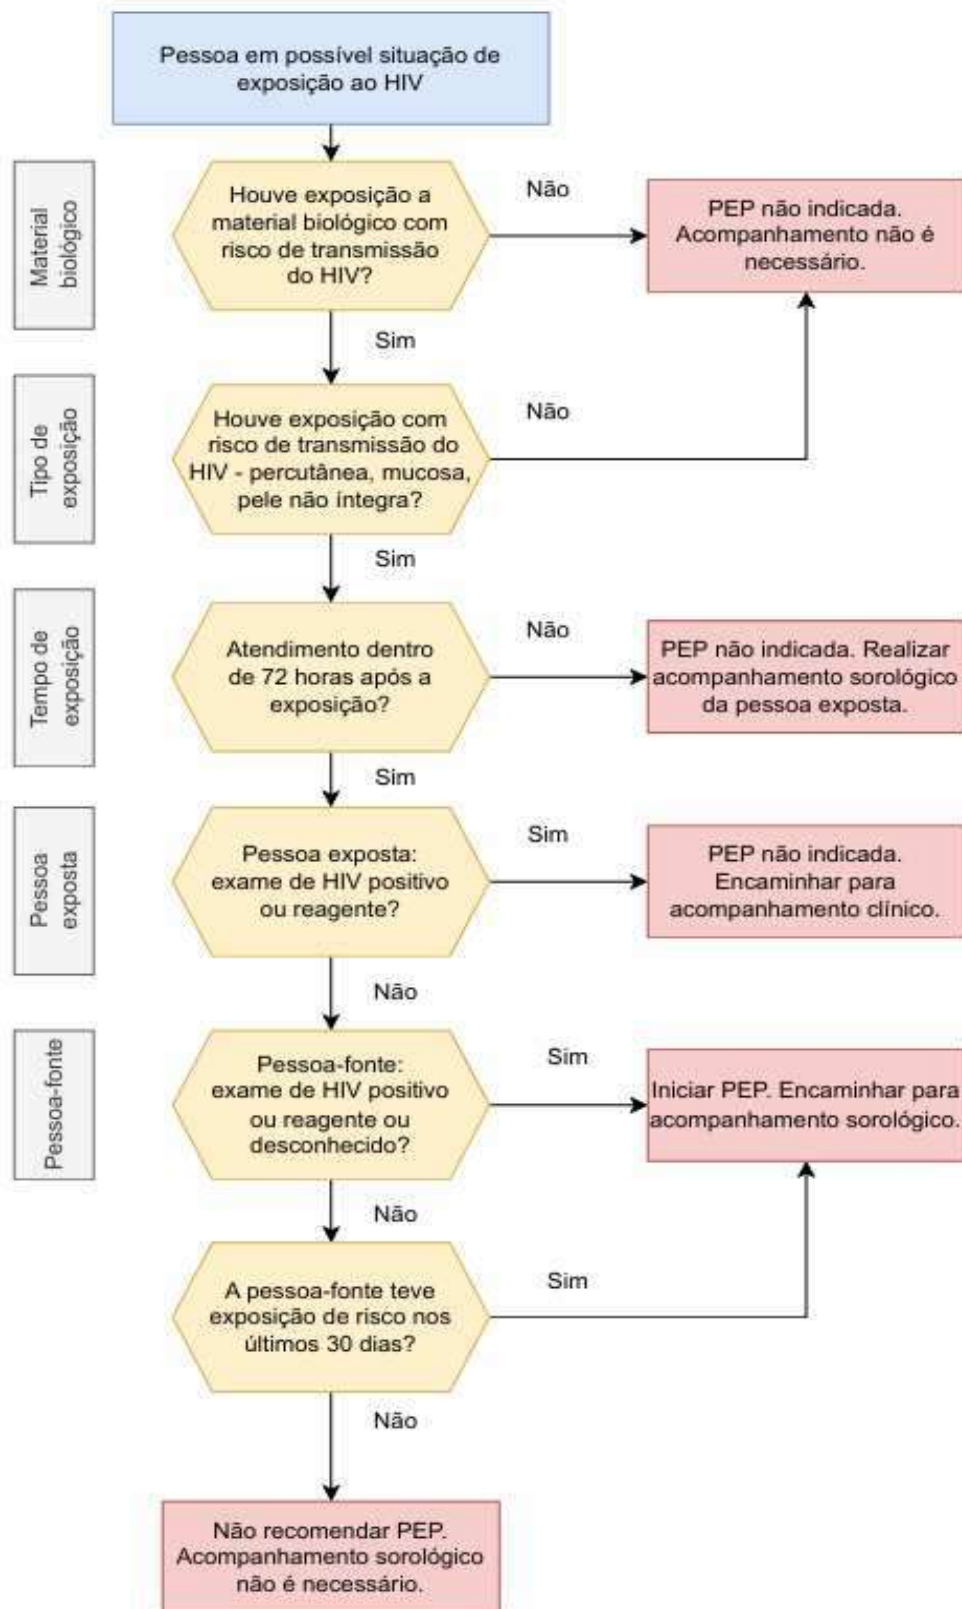 Pessoa em possível situação de
exposição ao HIV
Material
biológico
Houve exposição a
material biológico com
risco de transmissão
do HIV?
Não
PEP não indicada.
Acompanhamento não é
necessário.
Sim
Tipo de
exposição
Houve exposição com
risco de transmissão do
HIV - percutânea, mucosa,
pele não íntegra?
Não
Sim
Tempo de
exposição
Atendimento dentro
de 72 horas após a
exposição?
Não
PEP não indicada. Realizar
acompanhamento sorológico
da pessoa exposta.
Sim
Pessoa
exposta
Pessoa exposta:
exame de HIV positivo
ou reagente?
Sim
PEP não indicada.
Encaminhar para
acompanhamento clínico.
Não
Pessoa-fonte
Pessoa-fonte:
exame de HIV positivo
ou reagente ou
desconhecido?
Sim
Iniciar PEP. Encaminhar para
acompanhamento sorológico.
Não
A pessoa-fonte teve
exposição de risco nos
últimos 30 dias?
Sim
Não
Não recomendar PEP.
Acompanhamento sorológico
não é necessário.